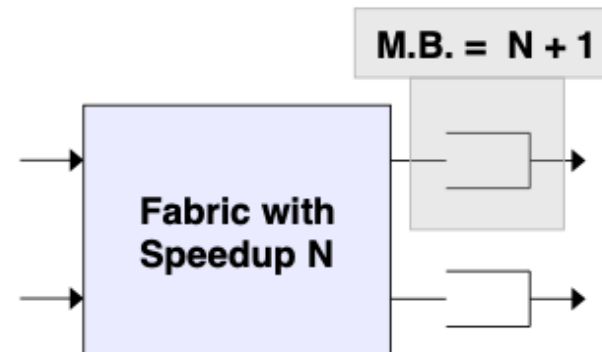 M.B. = N + 1
Fabric with
Speedup N